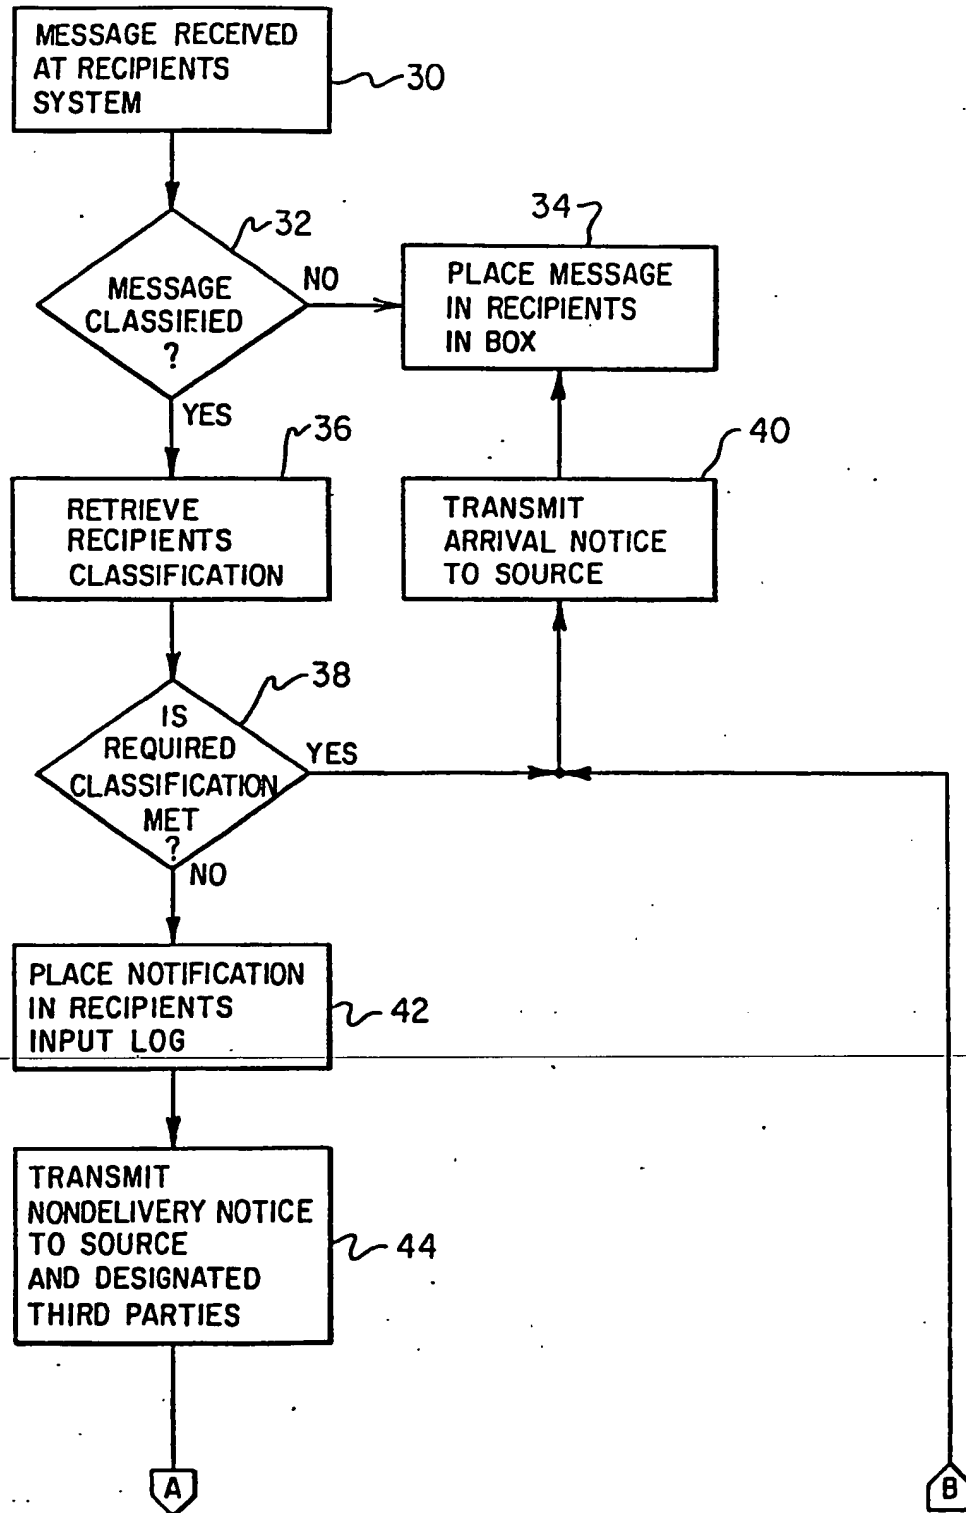 MESSAGE RECEIVED
AT RECIPIENTS
SYSTEM
30
32
MESSAGE
CLASSIFIED
?
NO
YES
34
PLACE MESSAGE
IN RECIPIENTS
IN BOX
36
RETRIEVE
RECIPIENTS
CLASSIFICATION
40
TRANSMIT
ARRIVAL NOTICE
TO SOURCE
38
IS
REQUIRED
CLASSIFICATION
MET
?
YES
NO
PLACE NOTIFICATION
IN RECIPIENTS
INPUT LOG
42
TRANSMIT
NONDELIVERY NOTICE
TO SOURCE
AND DESIGNATED
THIRD PARTIES
44
A
B